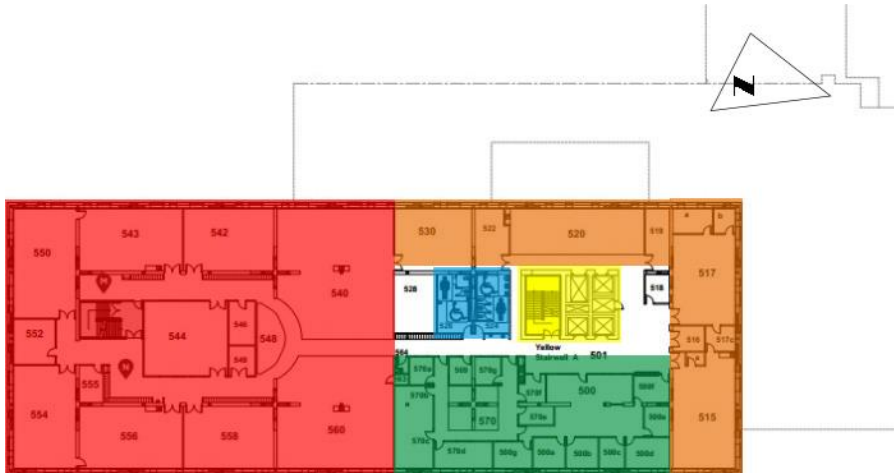 N
a b
543 542 530 522 520 519
550 517
540
528 518
544 546
525 524
552 548 516 517c
549
Yellow
Stairwell A 501
564
555 570a 569 570g
570b 570f 500 500f
554 556 558 560 570 570e 500e 515
570c
570d 500g 500a 500b 500c 500d